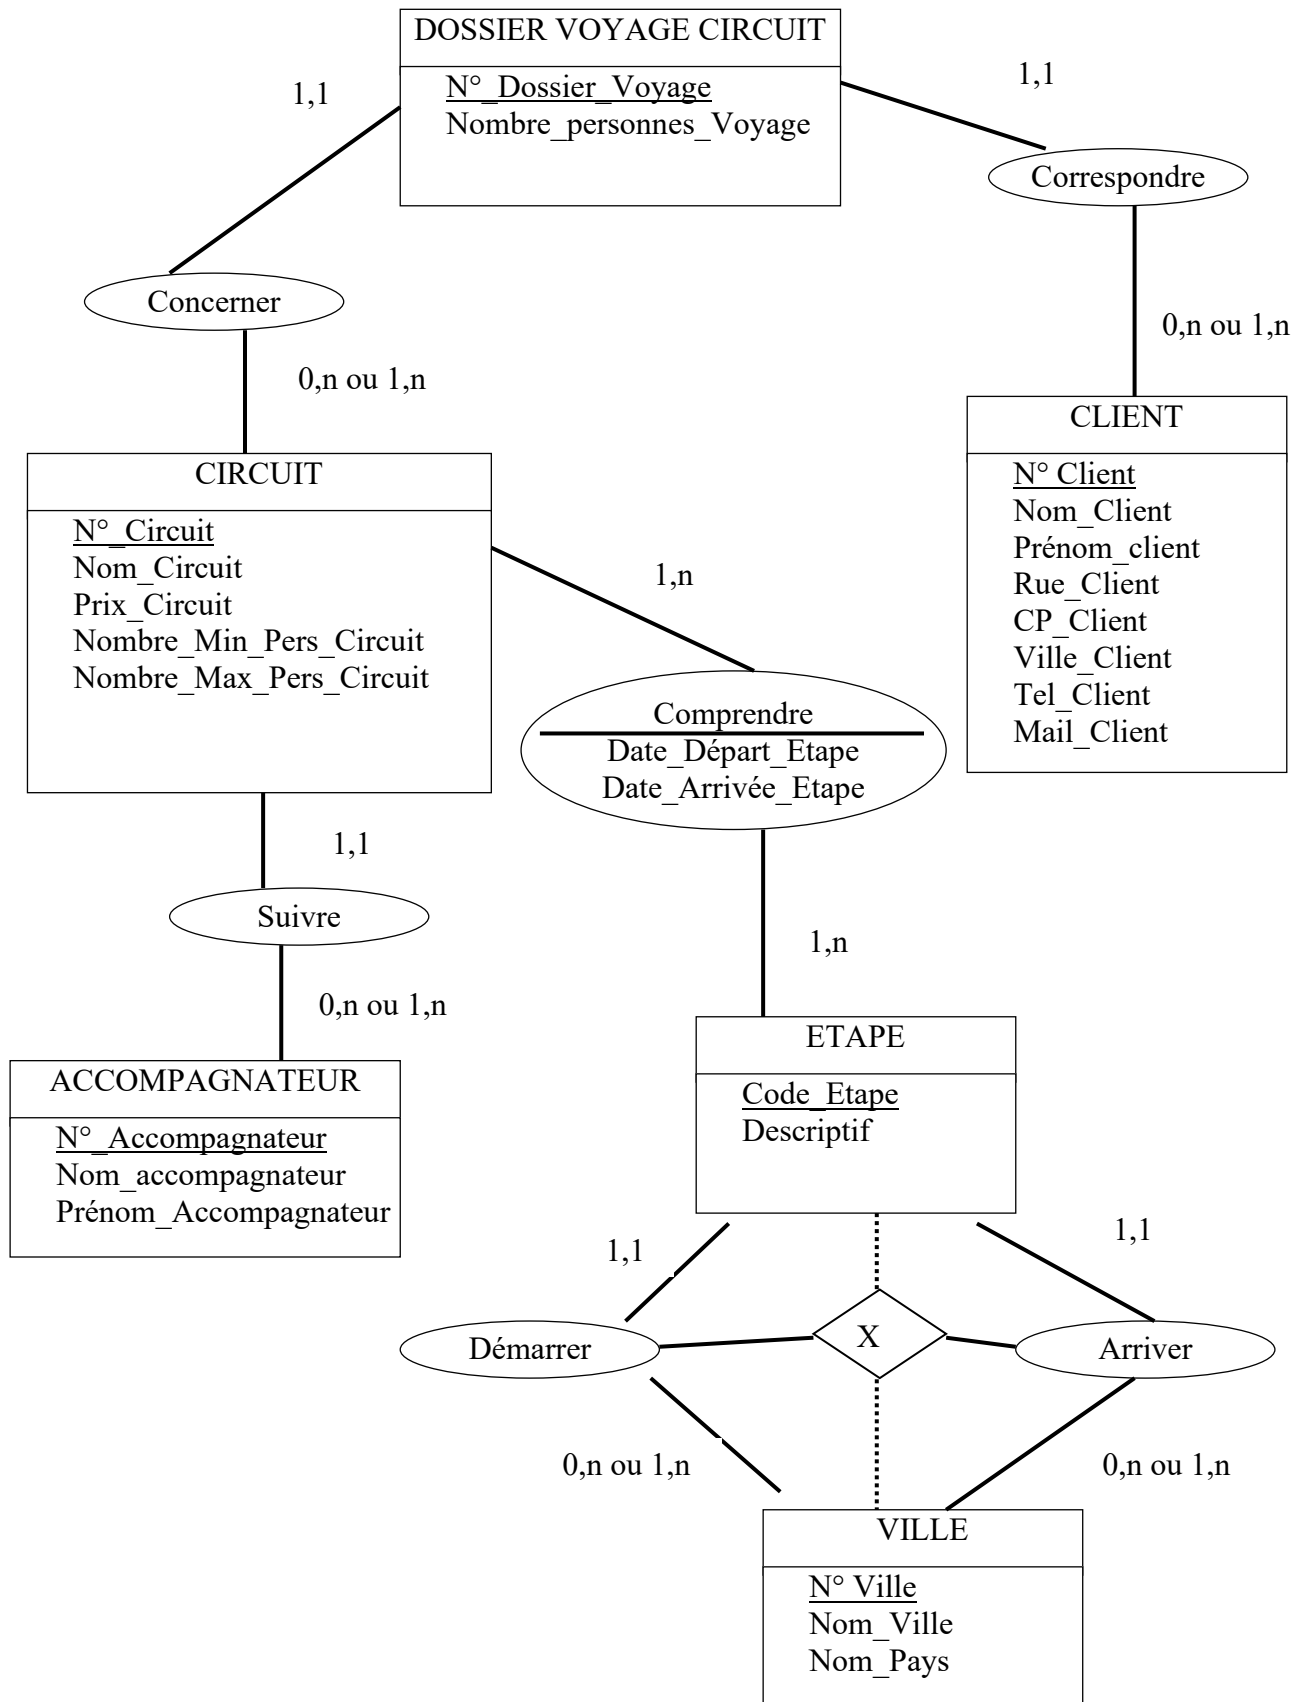 DOSSIER VOYAGE CIRCUIT
N°_Dossier_Voyage
Nombre_personnes_Voyage
1,1
1,1
Correspondre
Concerner
0,n ou 1,n
0,n ou 1,n
CLIENT
N° Client
Nom_Client
Prénom_client
Rue_Client
CP_Client
Ville_Client
Tel_Client
Mail_Client
CIRCUIT
N°_Circuit
Nom_Circuit
Prix_Circuit
Nombre_Min_Pers_Circuit
Nombre_Max_Pers_Circuit
1,n
Comprendre
Date_Départ_Etape
Date_Arrivée_Etape
1,1
Suivre
1,n
0,n ou 1,n
ACCOMPAGNATEUR
N°_Accompagnateur
Nom_accompagnateur
Prénom_Accompagnateur
ETAPE
Code_Etape
Descriptif
1,1
1,1
Démarrer
X
Arriver
0,n ou 1,n
0,n ou 1,n
VILLE
N° Ville
Nom_Ville
Nom_Pays